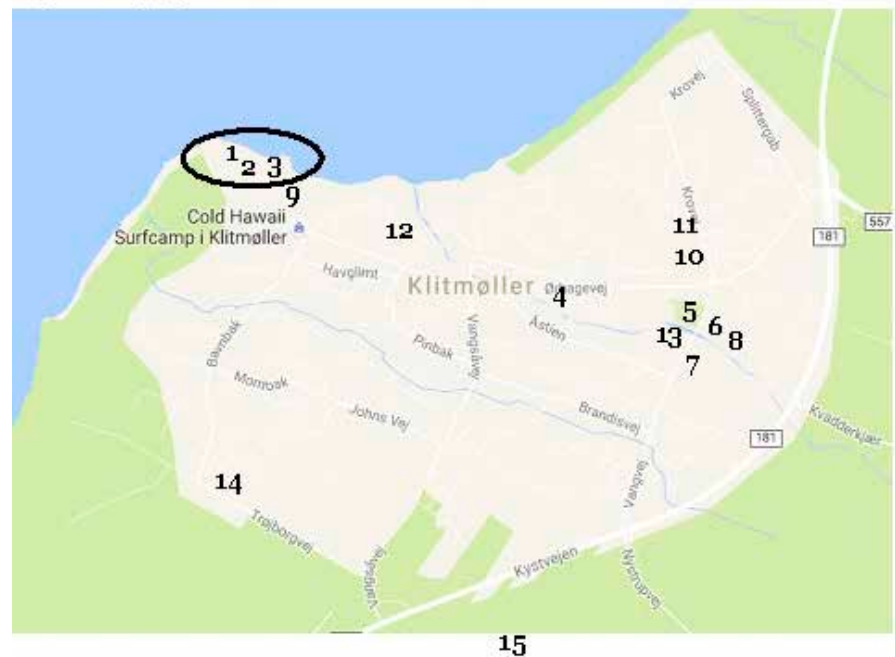 Krovej
Splittergab
1
2
3
9
557
Cold Hawaii
Surfcamp i Klitmøller
12
Krovej
11
181
10
Havglimt
Klitmøller
Ørhagevej
4
5
6
8
13
7
Åstien
Bavnbak
Pinbak
Vangsåvej
Mombak
Johns Vej
Brandisvej
Kvadderkjær
181
14
Vangvej
Trøjborgvej
Kystvejen
Vangsåvej
Nystrupvej
15